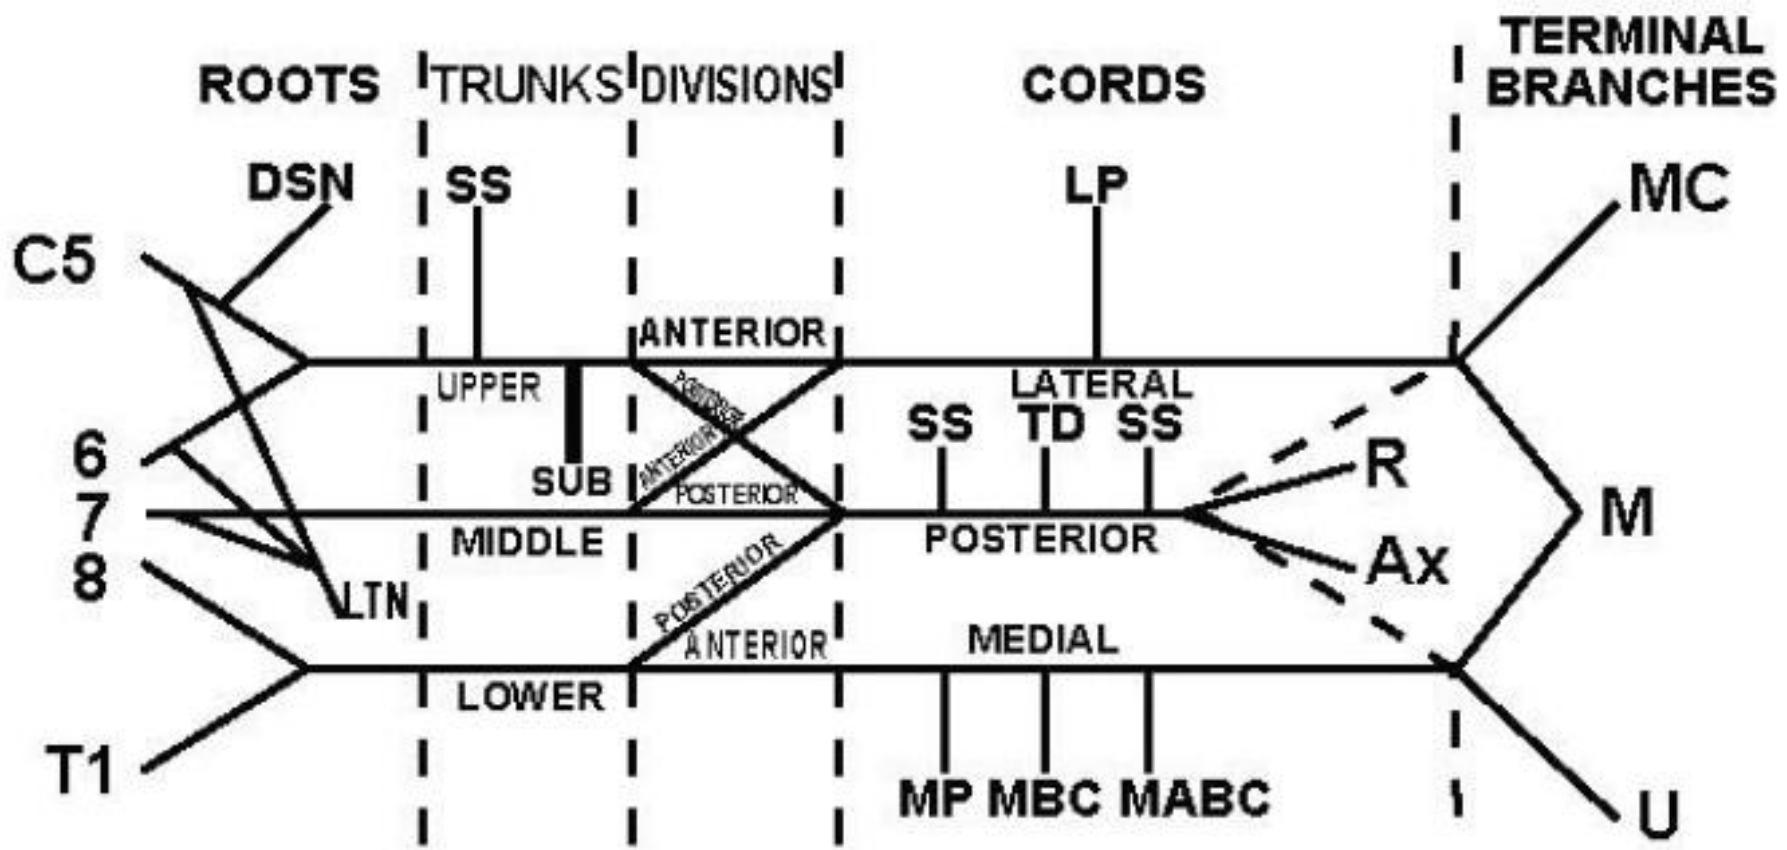 ROOTS TRUNKS DIVISIONS CORDS TERMINAL BRANCHES
DSN SS LP MC
C5
ANTERIOR
UPPER POSTERIOR LATERAL
SS TD SS
6 ANTERIOR R
SUB POSTERIOR
7 M
MIDDLE POSTERIOR
8 POSTERIOR Ax
LTN
ANTERIOR MEDIAL
LOWER
T1
MP MBC MABC
U